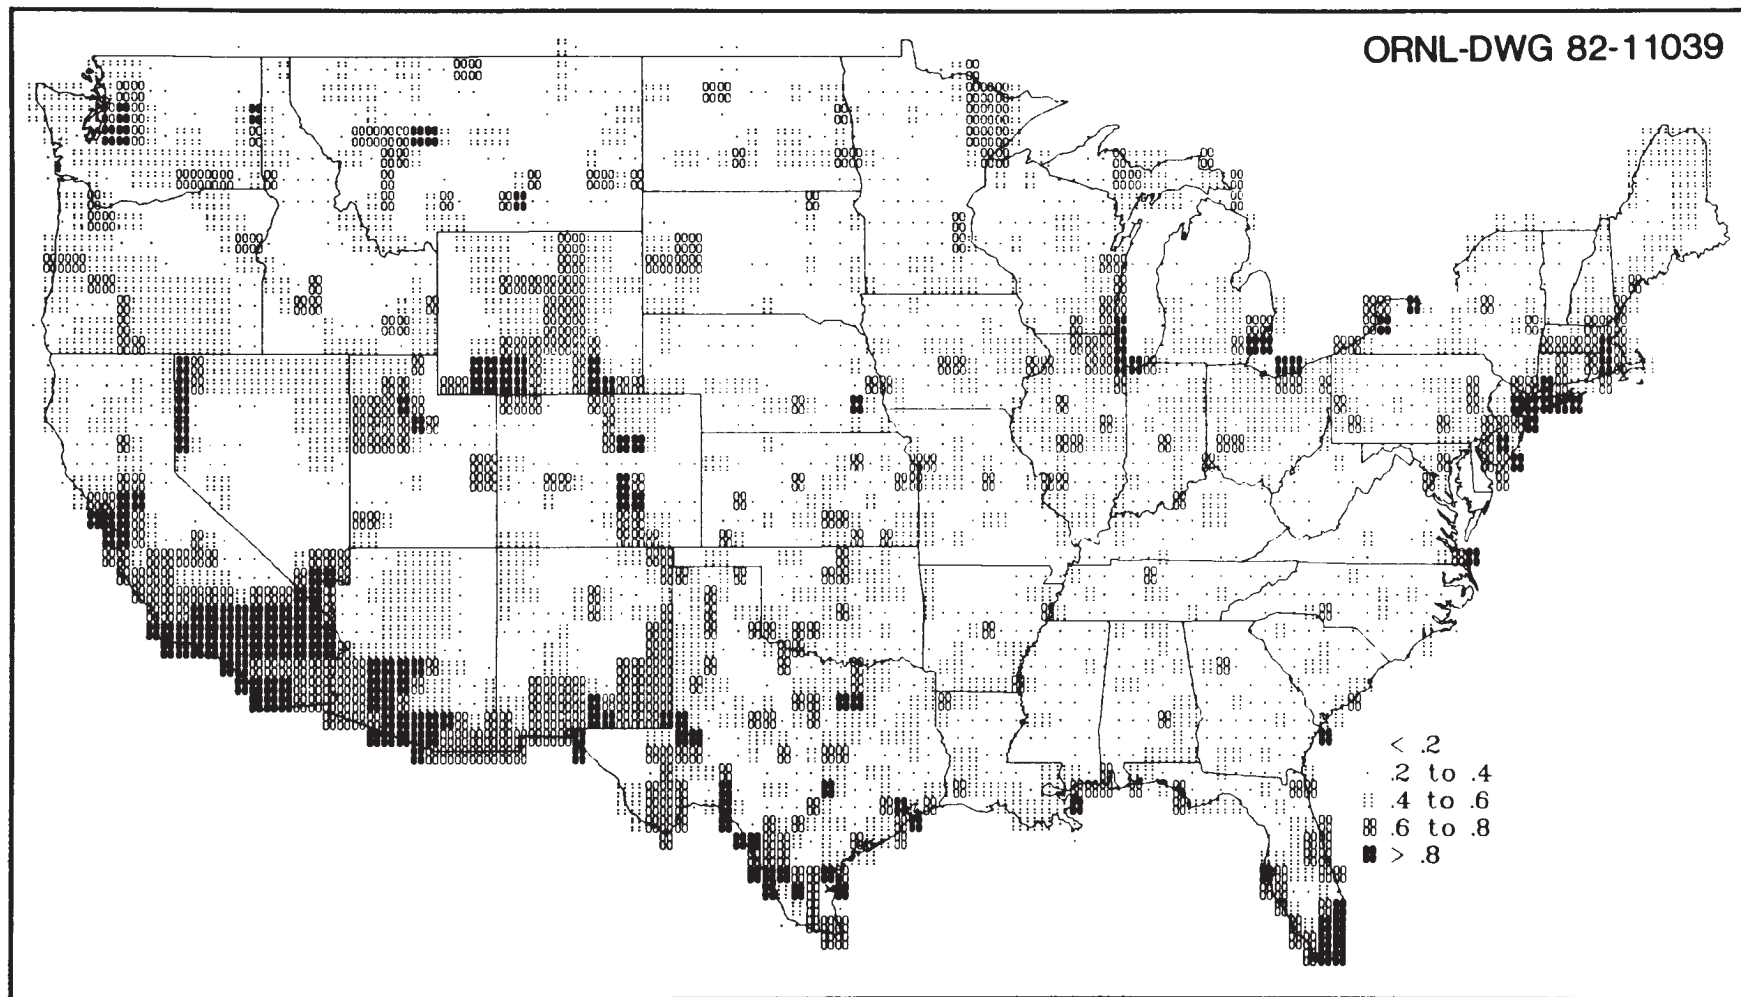 ORNL-DWG 82-11039
< .2
.2 to .4
.4 to .6
.6 to .8
> .8